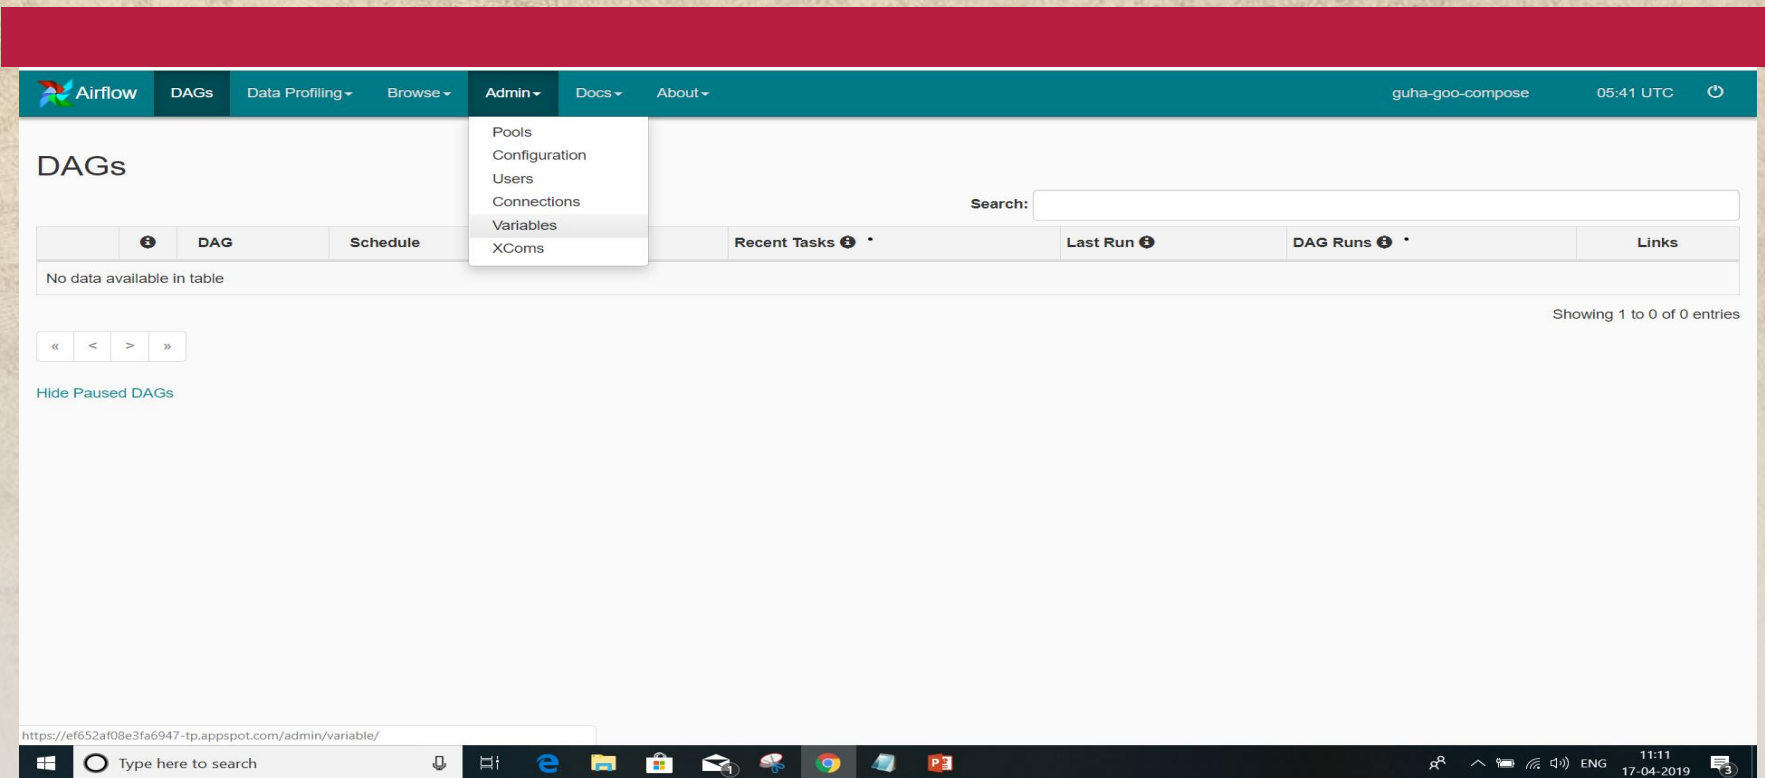 Airflow DAGs Data Profiling Browse Admin Docs About guha-goo-compose 05:41 UTC
Pools
Configuration
Users
Connections
Variables
XComs
DAGs
Search:
DAG Schedule Recent Tasks Last Run DAG Runs Links
No data available in table
Showing 1 to 0 of 0 entries
« < > »
Hide Paused DAGs
https://ef652af08e3fa6947-tp.appspot.com/admin/variable/
Type here to search 1 ENG 11:11
17-04-2019 3